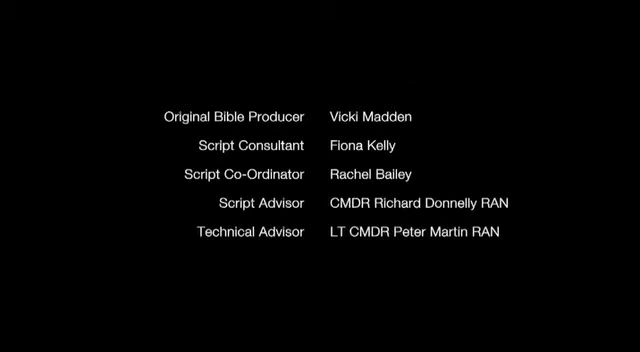 Original Bible Producer Vicki Madden
Script Consultant Fiona Kelly
Script Co-Ordinator Rachel Bailey
Script Advisor CMDR Richard Donnelly RAN
Technical Advisor LT CMDR Peter Martin RAN